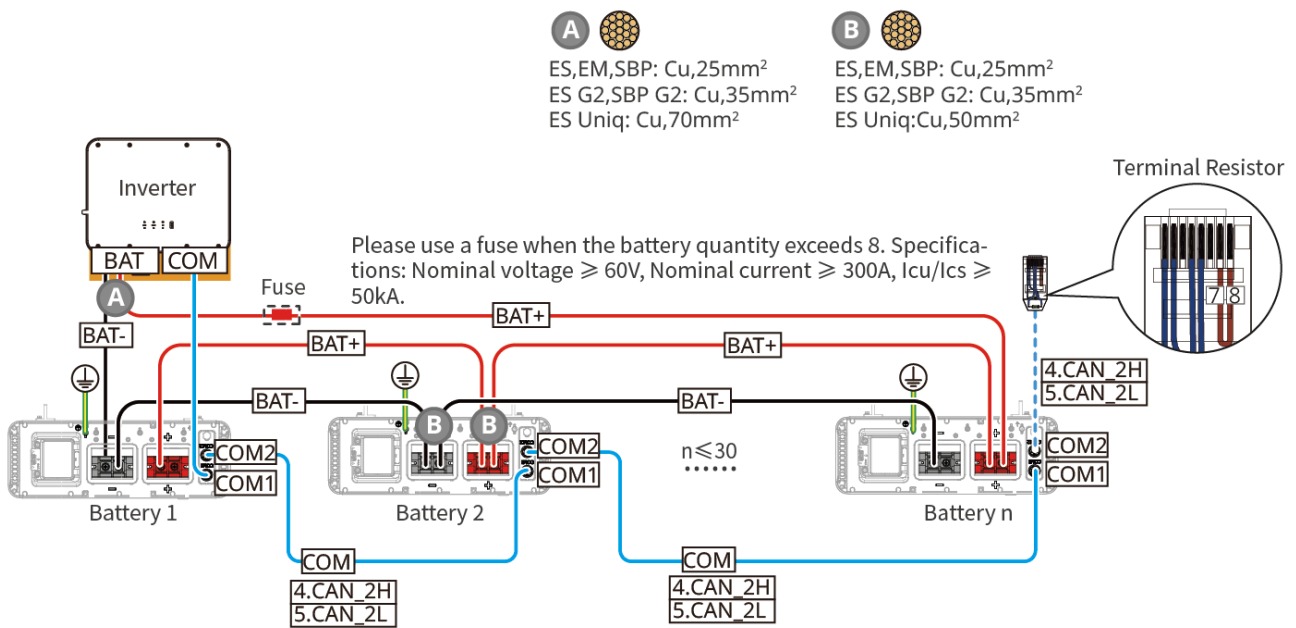 A
B
ES,EM,SBP: Cu,25mm²
ES G2,SBP G2: Cu,35mm²
ES Uniq: Cu,70mm²
ES,EM,SBP: Cu,25mm²
ES G2,SBP G2: Cu,35mm²
ES Uniq:Cu,50mm²
Terminal Resistor
7 8
Inverter
BAT
COM
Please use a fuse when the battery quantity exceeds 8. Specifica-
tions: Nominal voltage ⩾ 60V, Nominal current ⩾ 300A, Icu/Ics ⩾
50kA.
A
Fuse
BAT+
BAT-
BAT+
BAT+
4.CAN_2H
5.CAN_2L
BAT-
BAT-
B
B
n⩽30
COM2
COM1
COM2
COM1
COM2
COM1
Battery 1
Battery 2
Battery n
COM
4.CAN_2H
5.CAN_2L
COM
4.CAN_2H
5.CAN_2L